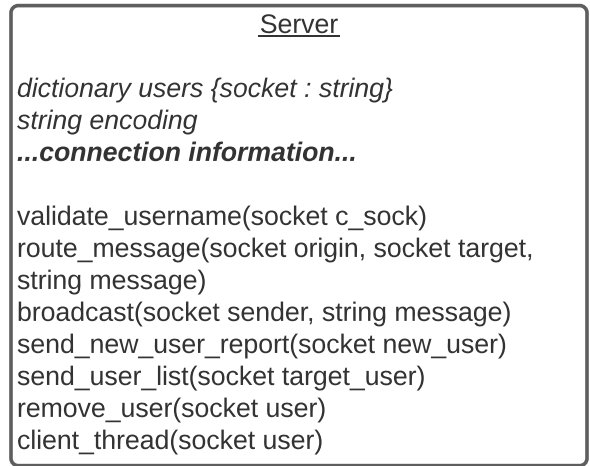 Server
dictionary users {socket : string}
string encoding
...connection information...
validate_username(socket c_sock)
route_message(socket origin, socket target,
string message)
broadcast(socket sender, string message)
send_new_user_report(socket new_user)
send_user_list(socket target_user)
remove_user(socket user)
client_thread(socket user)